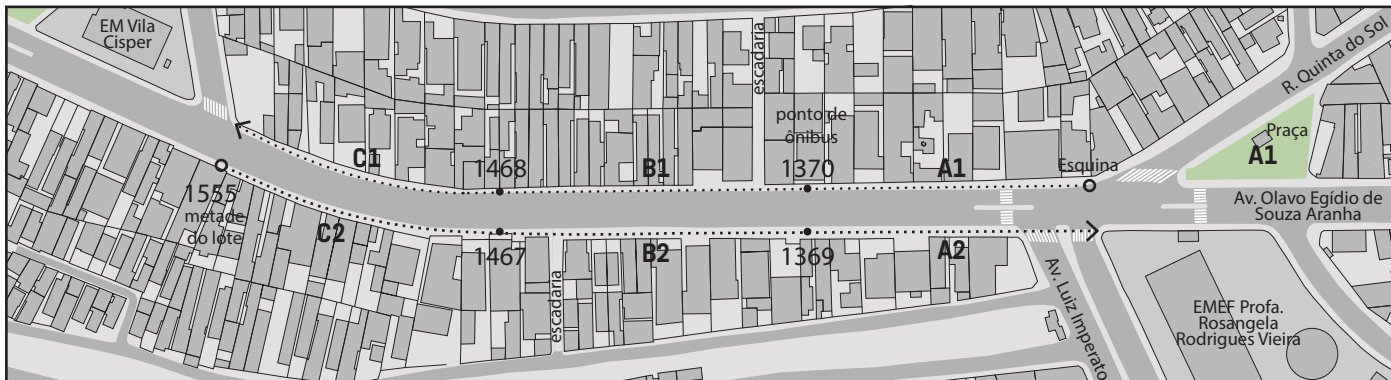 EM Vila
Cisper
escadaria
R. Quinta do Sol
ponto de
ônibus
Praça
A1
C1
1468
B1
1370
A1
Esquina
1555
metade
do lote
Av. Olavo Egídio de
Souza Aranha
C2
1467
B2
1369
A2
escadaria
Av. Luiz Imperato
EMEF Profa.
Rosangela
Rodrigues Vieira